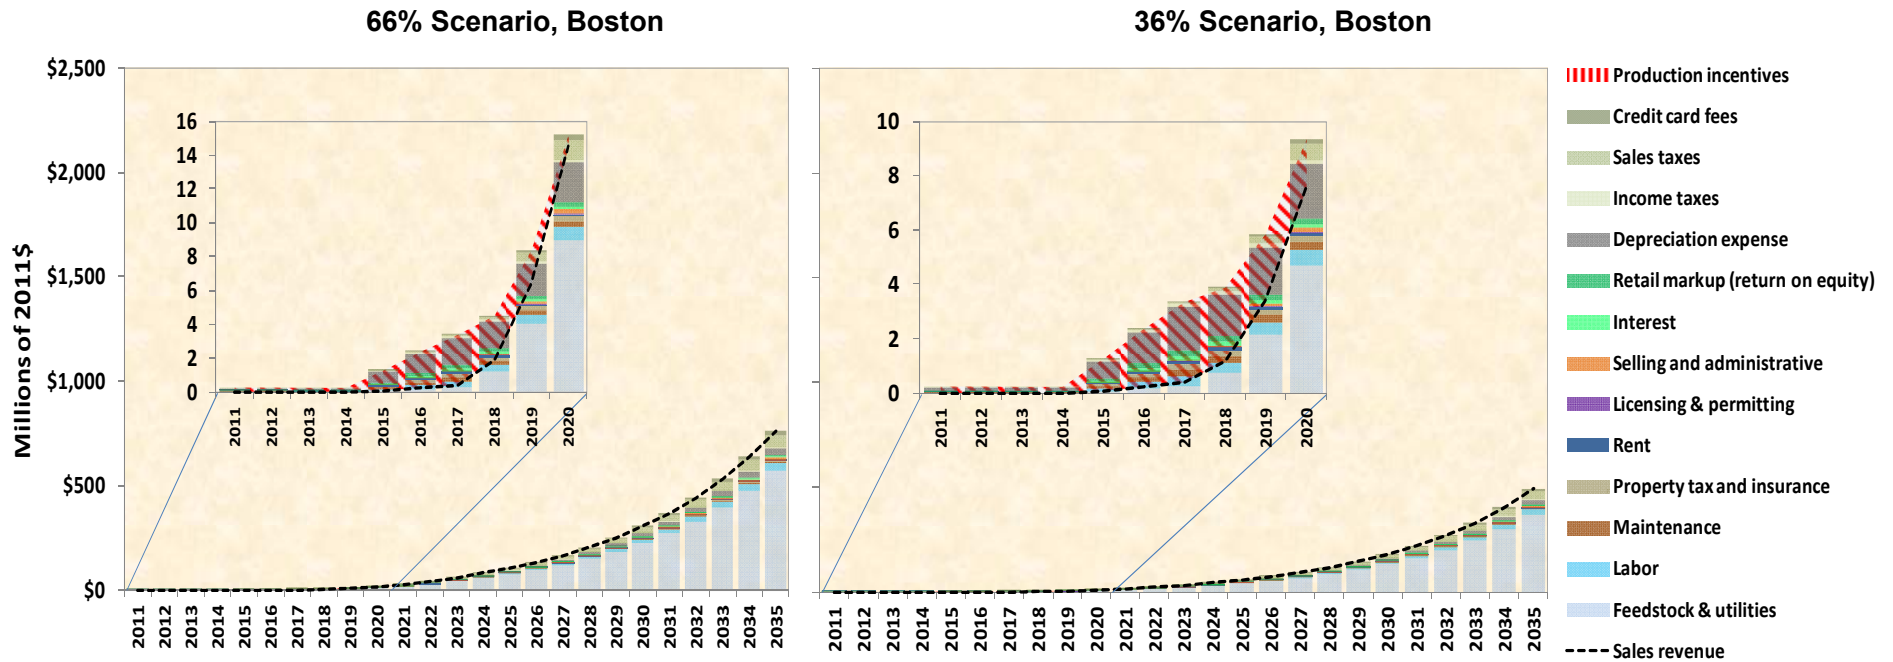 66% Scenario, Boston
36% Scenario, Boston
Millions of 2011$
$2,500
$2,000
$1,500
$1,000
$500
$0
16
14
12
10
8
6
4
2
0
2011 2012 2013 2014 2015 2016 2017 2018 2019 2020
2011 2012 2013 2014 2015 2016 2017 2018 2019 2020 2021 2022 2023 2024 2025 2026 2027 2028 2029 2030 2031 2032 2033 2034 2035
10
8
6
4
2
0
2011 2012 2013 2014 2015 2016 2017 2018 2019 2020
2011 2012 2013 2014 2015 2016 2017 2018 2019 2020 2021 2022 2023 2024 2025 2026 2027 2028 2029 2030 2031 2032 2033 2034 2035
Production incentives
Credit card fees
Sales taxes
Income taxes
Depreciation expense
Retail markup (return on equity)
Interest
Selling and administrative
Licensing & permitting
Rent
Property tax and insurance
Maintenance
Labor
Feedstock & utilities
Sales revenue